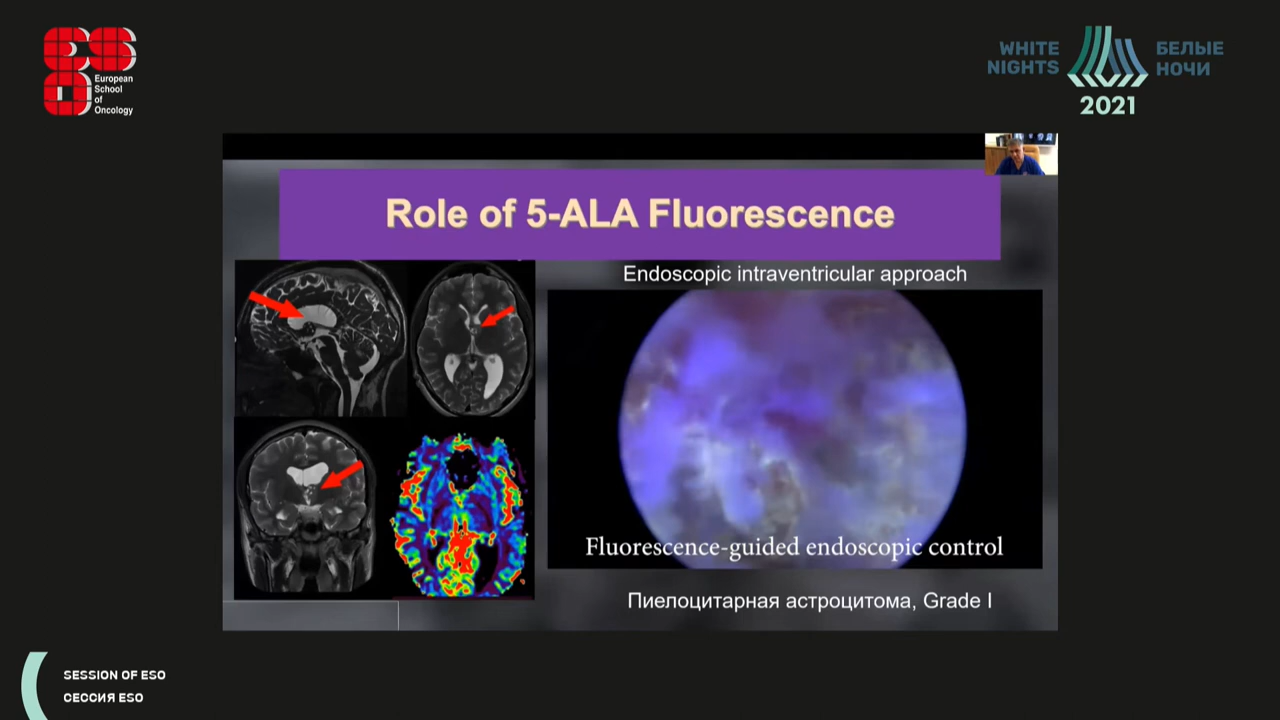 European
School
of
Oncology
WHITE
NIGHTS
БЕЛЫЕ
НОЧИ
2021
Role of 5-ALA Fluorescence
Endoscopic intraventricular approach
Fluorescence-guided endoscopic control
Пиелоцитарная астроцитома, Grade I
SESSION OF ESO
СЕССИЯ ESO